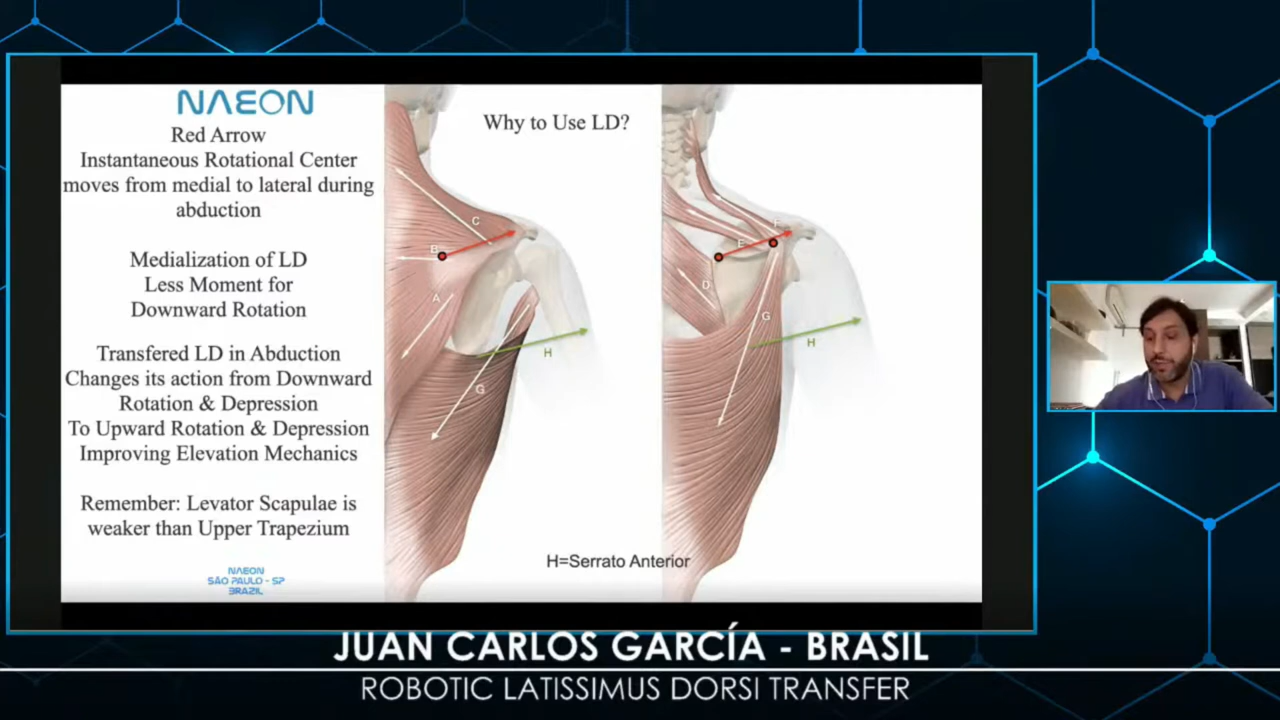 NAEON
Red Arrow
Instantaneous Rotational Center
moves from medial to lateral during
abduction
Medialization of LD
Less Moment for
Downward Rotation
Transfered LD in Abduction
Changes its action from Downward
Rotation & Depression
To Upward Rotation & Depression
Improving Elevation Mechanics
Remember: Levator Scapulae is
weaker than Upper Trapezium
NAEON
SÃO PAULO - SP
BRAZIL
Why to Use LD?
C
B
A
G
H
F
E
D
G
H
H=Serrato Anterior
JUAN CARLOS GARCÍA - BRASIL
ROBOTIC LATISSIMUS DORSI TRANSFER